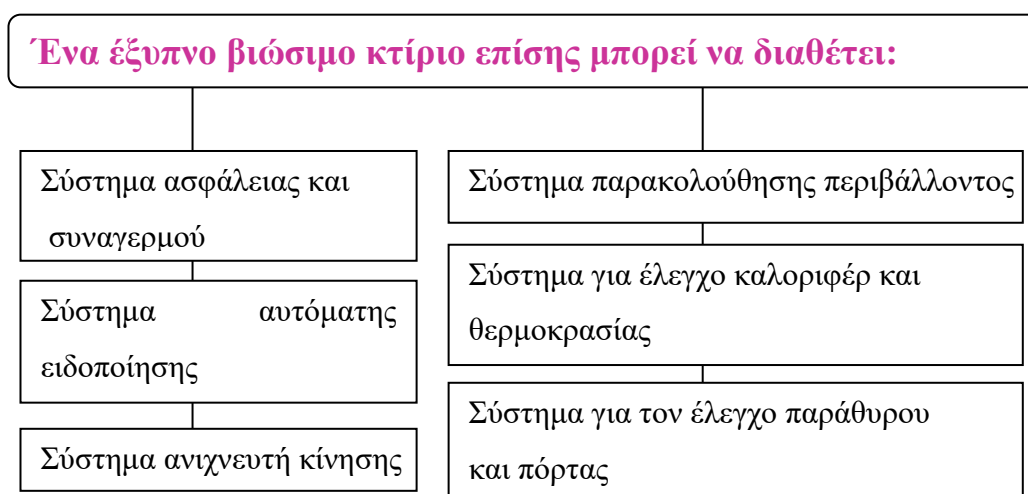 Ένα έξυπνο βιώσιμο κτίριο επίσης μπορεί να διαθέτει:
Σύστημα ασφάλειας και
συναγερμού
Σύστημα αυτόματης
ειδοποίησης
Σύστημα ανιχνευτή κίνησης
Σύστημα παρακολούθησης περιβάλλοντος
Σύστημα για έλεγχο καλοριφέρ και
θερμοκρασίας
Σύστημα για τον έλεγχο παράθυρου
και πόρτας